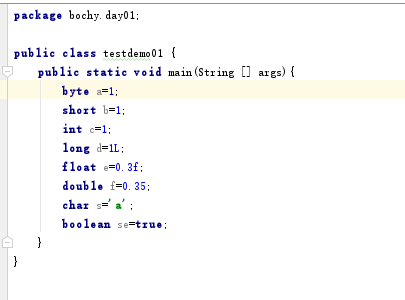 package bochy.day01;
public class testdemo01 {
public static void main(String [] args){
byte a=1;
short b=1;
int c=1;
long d=1L;
float e=0.3f;
double f=0.35;
char s='a';
boolean se=true;
}
}